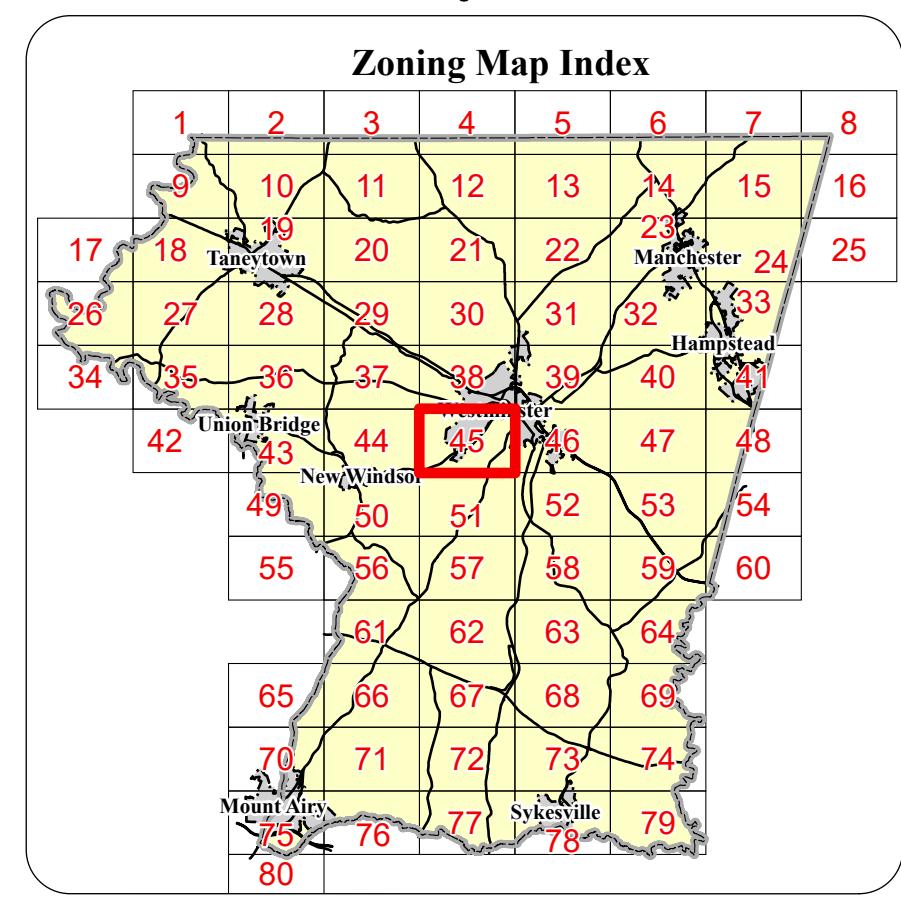 Zoning Map Index
1 2 3 4 5 6 7 8
9 10 11 12 13 14 15 16
17 18 19 20 21 22 23 24 25
Taneytown Manchester
26 27 28 29 30 31 32 33
Hampstead
34 35 36 37 38 39 40 41
Westminster
Union Bridge
42 43 44 45 46 47 48
New Windsor
49 50 51 52 53 54
55 56 57 58 59 60
61 62 63 64
65 66 67 68 69
70 71 72 73 74
Mount Airy Sykesville
75 76 77 78 79
80